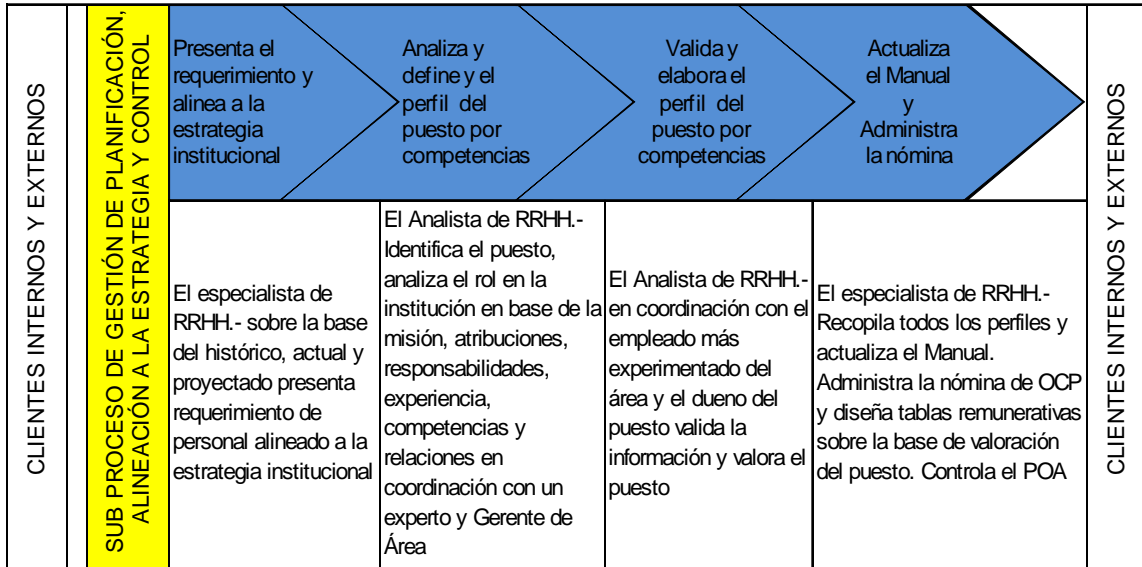 CLIENTES INTERNOS Y EXTERNOS
SUB PROCESO DE GESTIÓN DE PLANIFICACIÓN,
ALINEACIÓN A LA ESTRATEGIA Y CONTROL
Presenta el
requerimiento y
alinea a la
estrategia
institucional
Analiza y
define y el
perfil del
puesto por
competencias
Valida y
elabora el
perfil del
puesto por
competencias
Actualiza
el Manual
y
Administra
la nómina
El especialista de
RRHH.- sobre la base
del histórico, actual y
proyectado presenta
requerimiento de
personal alineado a la
estrategia institucional
El Analista de RRHH.-
Identifica el puesto,
analiza el rol en la
institución en base de la
misión, atribuciones,
responsabilidades,
experiencia,
competencias y
relaciones en
coordinación con un
experto y Gerente de
Área
El Analista de RRHH.-
en coordinación con el
empleado más
experimentado del
área y el dueno del
puesto valida la
información y valora el
puesto
El especialista de RRHH.-
Recopila todos los perfiles y
actualiza el Manual.
Administra la nómina de OCP
y diseña tablas remunerativas
sobre la base de valoración
del puesto. Controla el POA
CLIENTES INTERNOS Y EXTERNOS